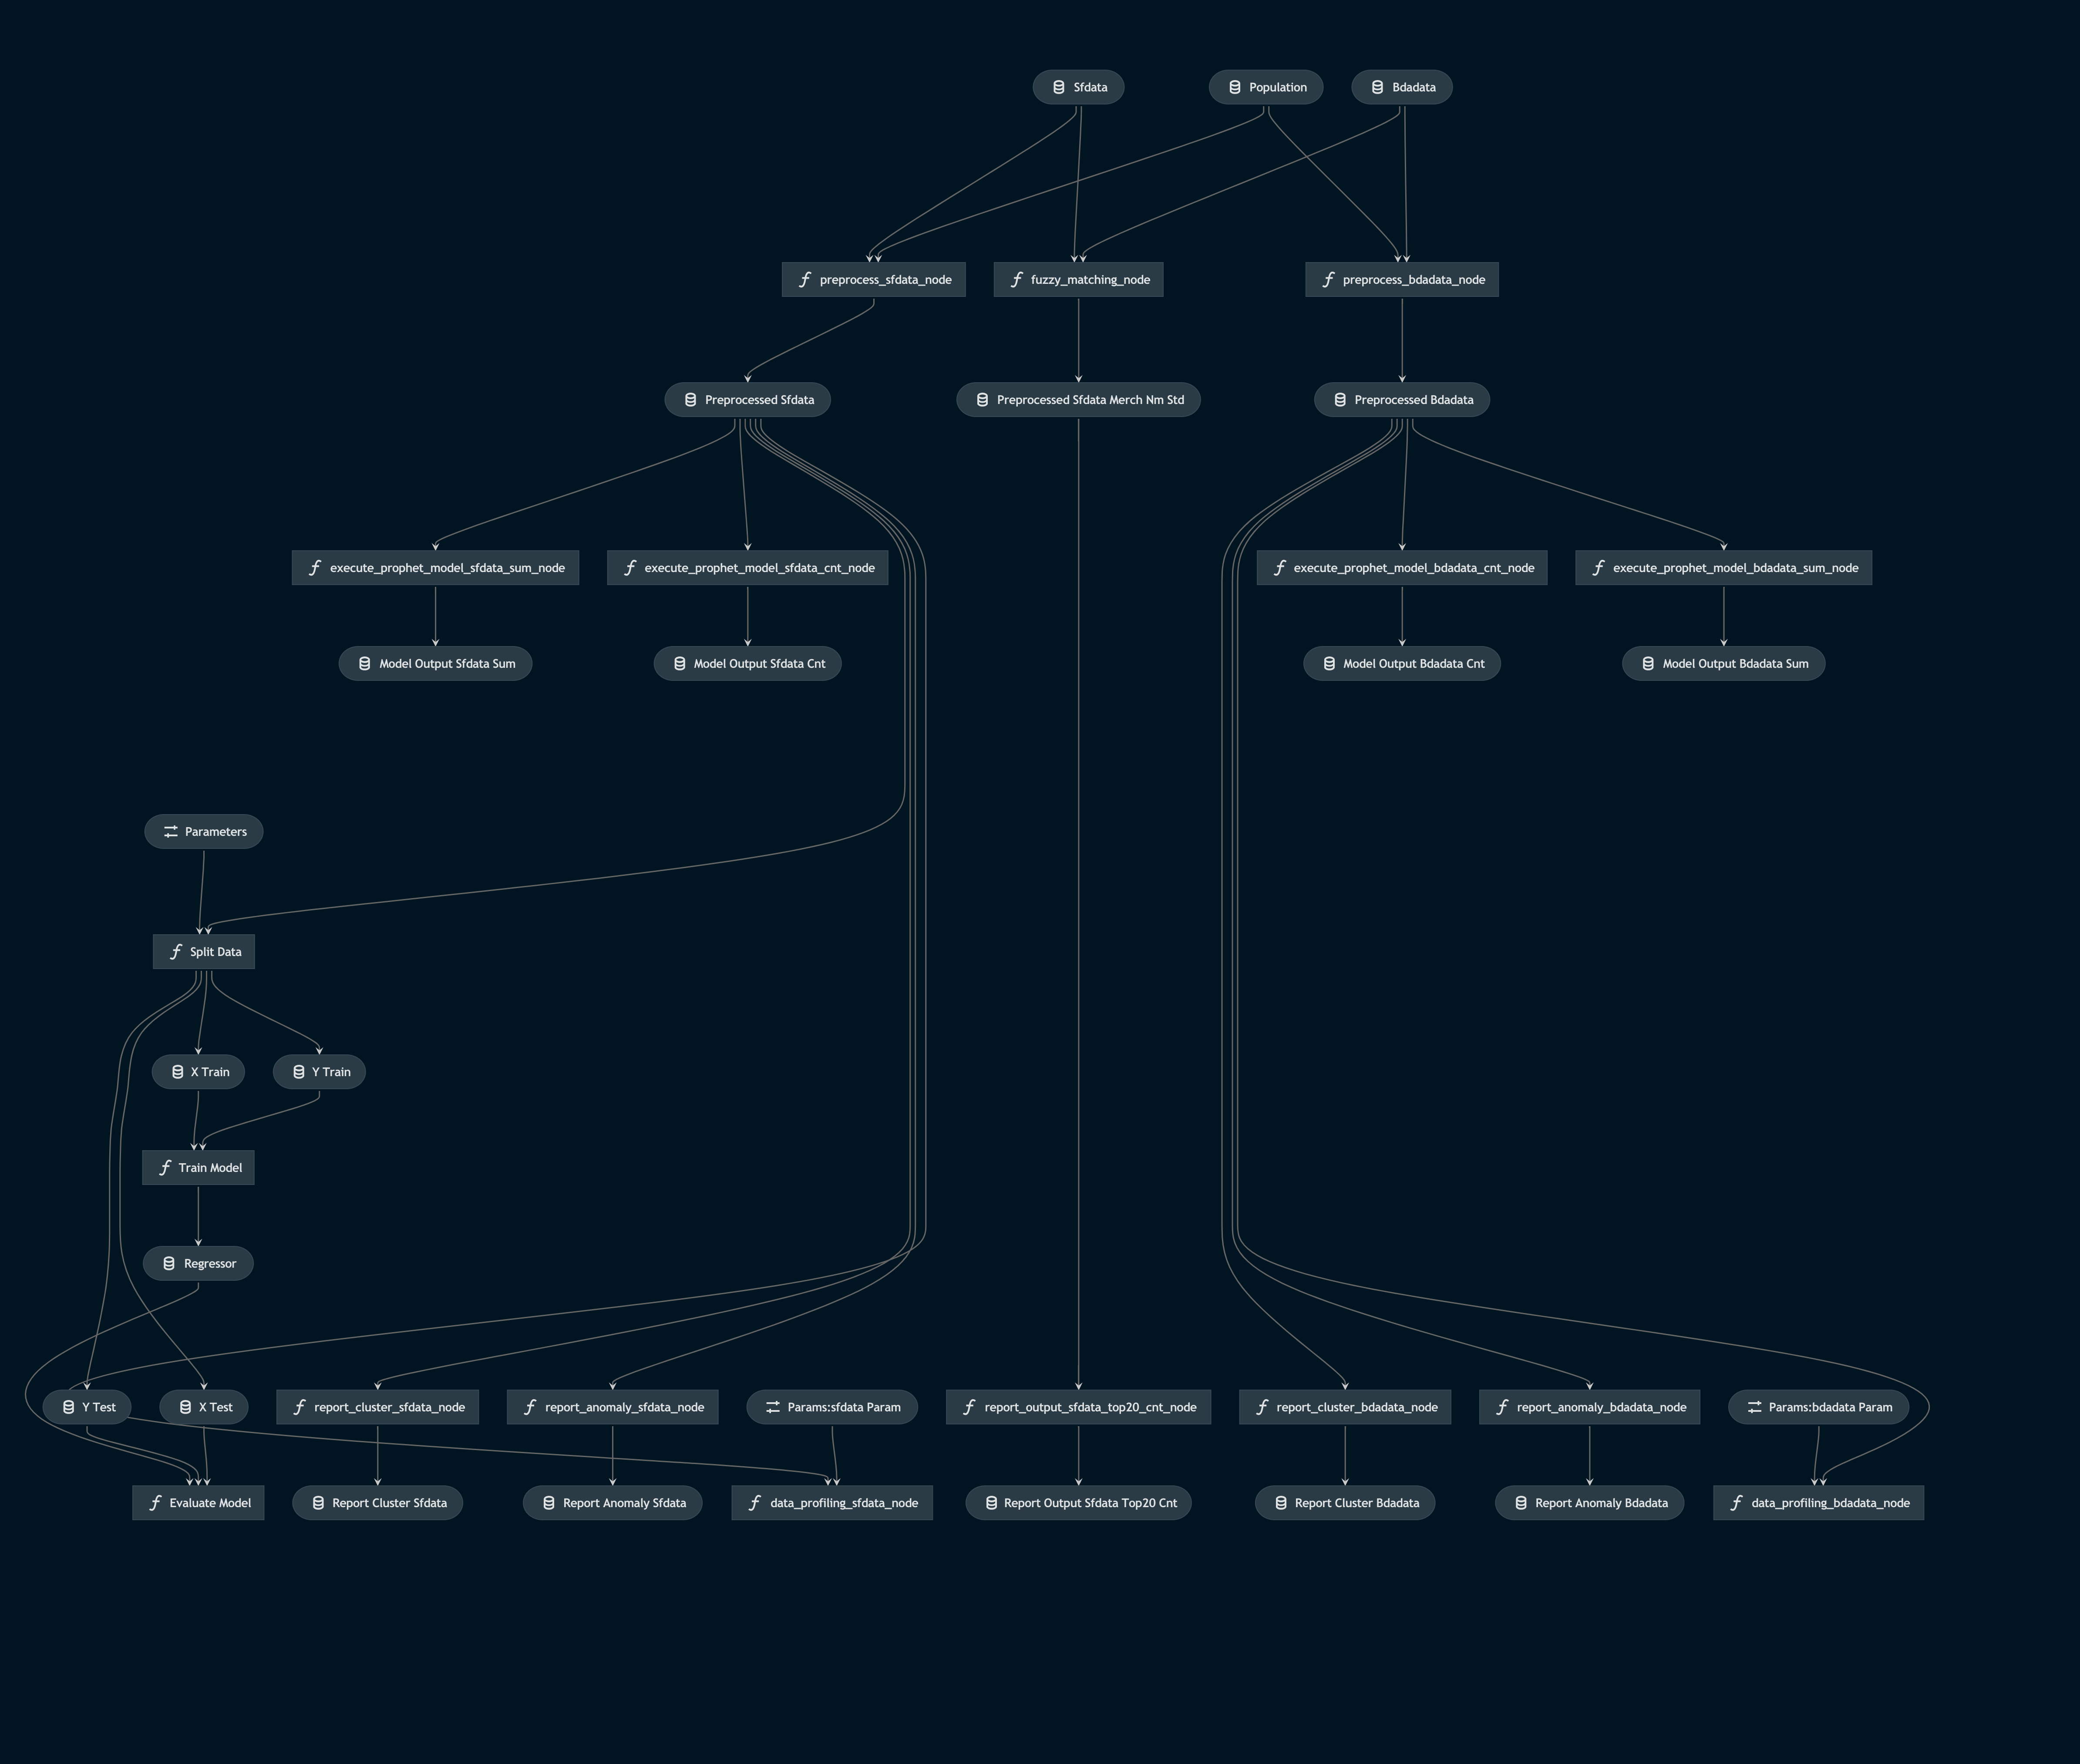 Sfdata
Population
Bdadata
preprocess_sfdata_node
fuzzy_matching_node
preprocess_bdadata_node
Preprocessed Sfdata
Preprocessed Sfdata Merch Nm Std
Preprocessed Bdadata
execute_prophet_model_sfdata_sum_node
execute_prophet_model_sfdata_cnt_node
execute_prophet_model_bdadata_cnt_node
execute_prophet_model_bdadata_sum_node
Model Output Sfdata Sum
Model Output Sfdata Cnt
Model Output Bdadata Cnt
Model Output Bdadata Sum
Parameters
Split Data
X Train
Y Train
Train Model
Regressor
Y Test
X Test
report_cluster_sfdata_node
report_anomaly_sfdata_node
Params:sfdata Param
report_output_sfdata_top20_cnt_node
report_cluster_bdadata_node
report_anomaly_bdadata_node
Params:bdadata Param
Evaluate Model
Report Cluster Sfdata
Report Anomaly Sfdata
data_profiling_sfdata_node
Report Output Sfdata Top20 Cnt
Report Cluster Bdadata
Report Anomaly Bdadata
data_profiling_bdadata_node